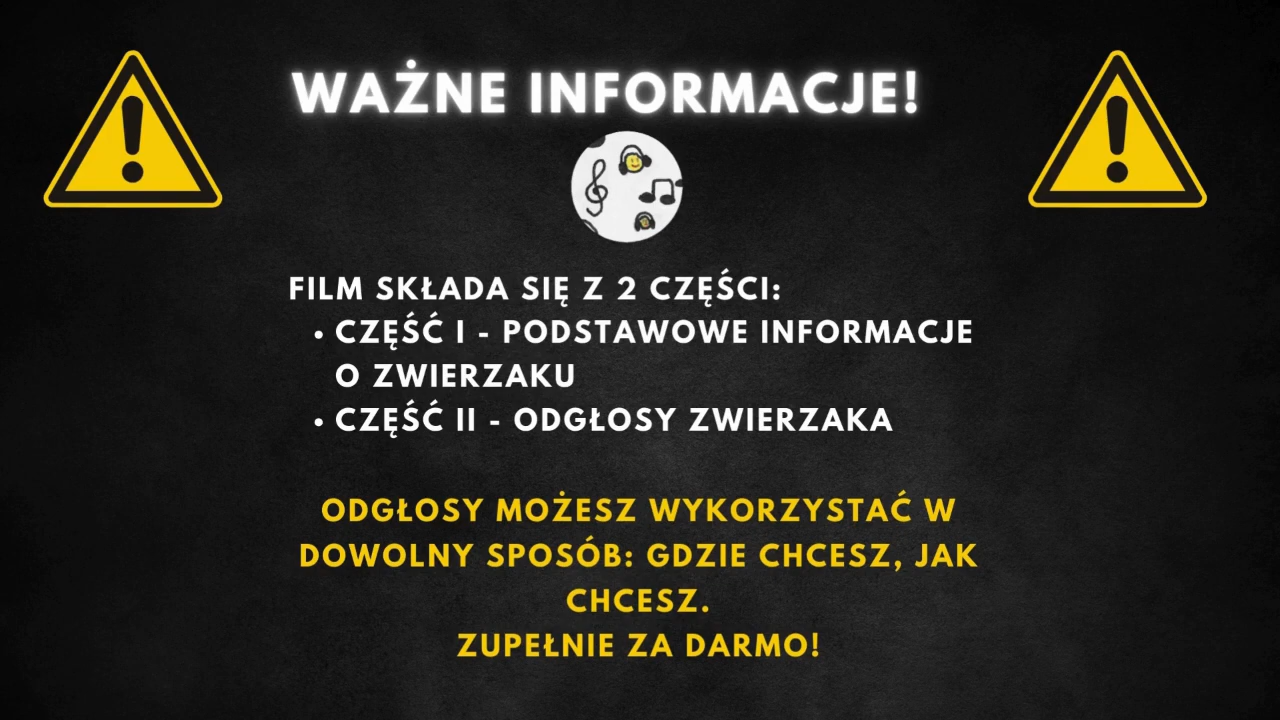 WAŻNE INFORMACJE!
FILM SKŁADA SIĘ Z 2 CZĘŚCI:
• CZĘŚĆ I - PODSTAWOWE INFORMACJE
O ZWIERZAKU
• CZĘŚĆ II - ODGŁOSY ZWIERZAKA
ODGŁOSY MOŻESZ WYKORZYSTAĆ W
DOWOLNY SPOSÓB: GDZIE CHCESZ, JAK
CHCESZ.
ZUPEŁNIE ZA DARMO!